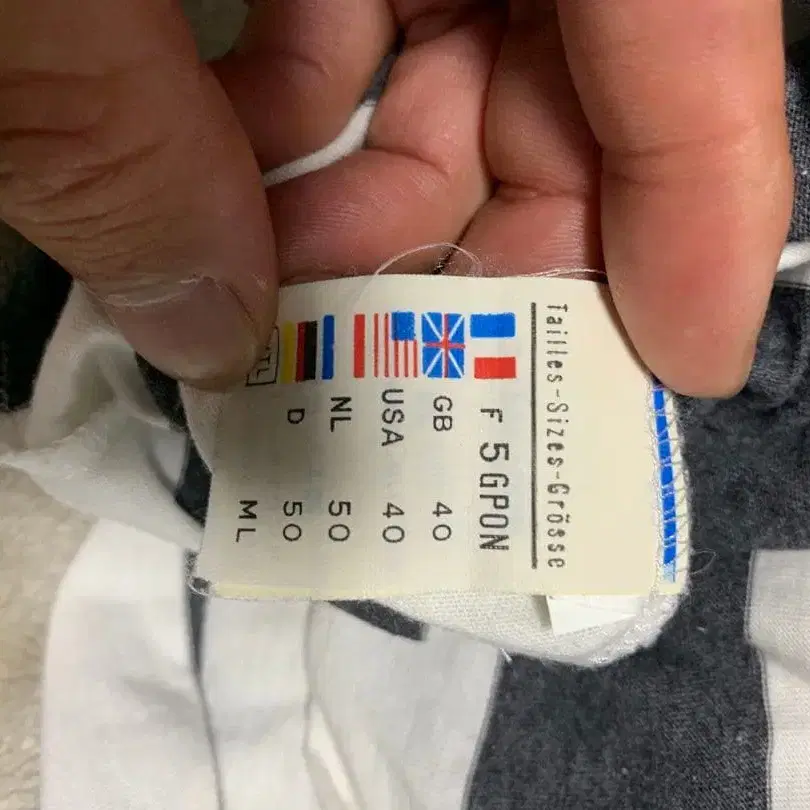 Tailles-Sizes-Grösse
F 5GPON
GB 40
USA 40
NL 50
D 50
ML